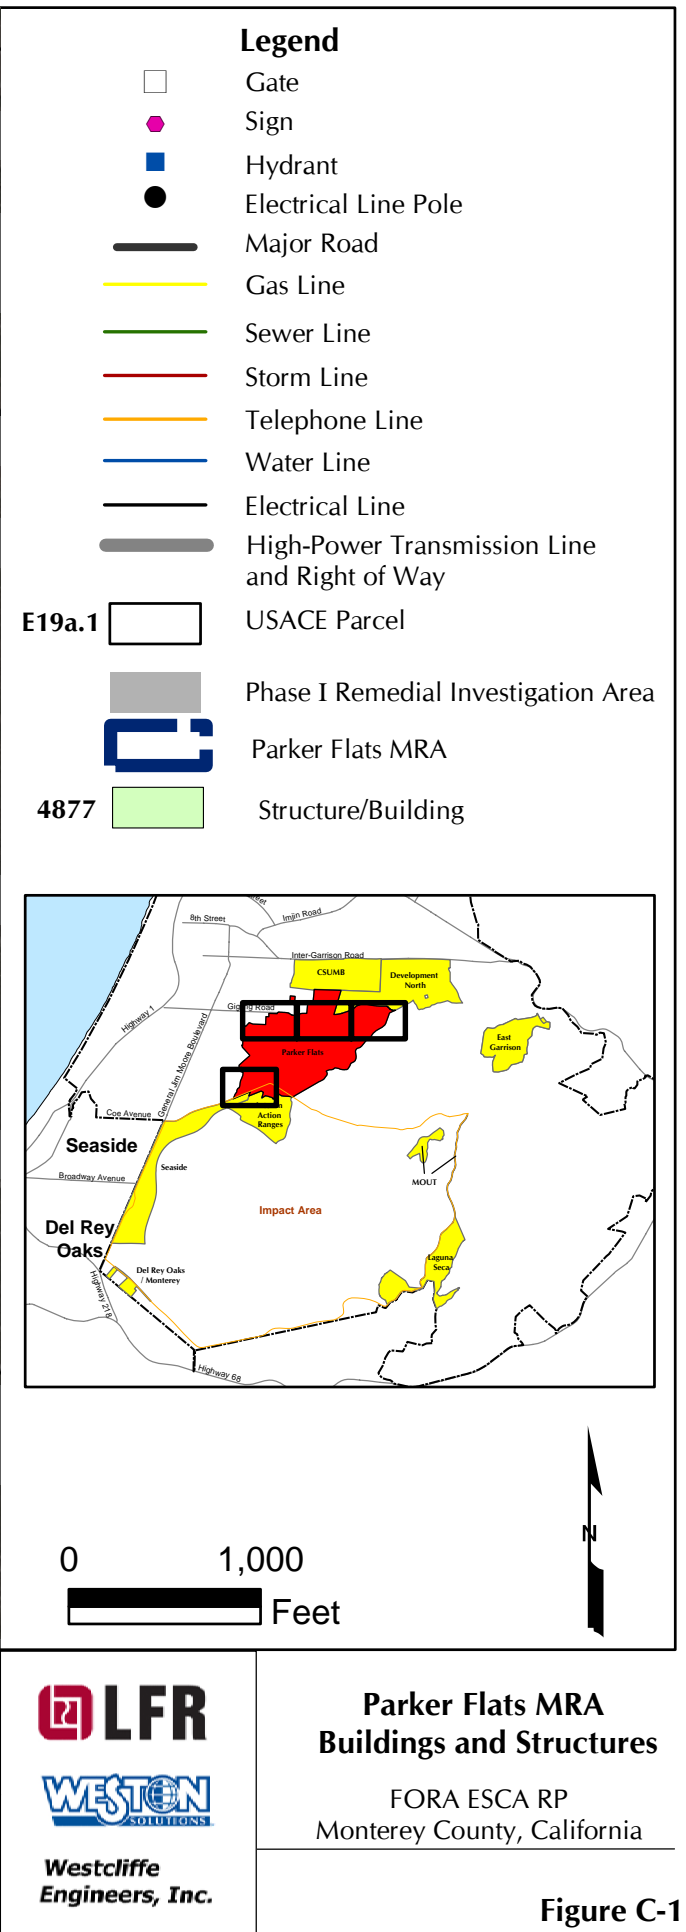 Legend
Gate
Sign
Hydrant
Electrical Line Pole
Major Road
Gas Line
Sewer Line
Storm Line
Telephone Line
Water Line
Electrical Line
High-Power Transmission Line
and Right of Way
E19a.1 USACE Parcel
Phase I Remedial Investigation Area
Parker Flats MRA
4877 Structure/Building
8th Street
Imjin Road
Inter-Garrison Road
CSUMB
Development
North
Highway 1
General Jim Moore Boulevard
Parker Flats
East
Garrison
Coe Avenue
Action
Ranges
Seaside
Broadway Avenue
Seaside
MOUT
Impact Area
Del Rey
Oaks
Del Rey Oaks
/ Monterey
Laguna
Seca
Highway 218
Highway 68
N
0 1,000
Feet
LFR
WESTON
SOLUTIONS
Westcliffe
Engineers, Inc.
Parker Flats MRA
Buildings and Structures
FORA ESCA RP
Monterey County, California
Figure C-1